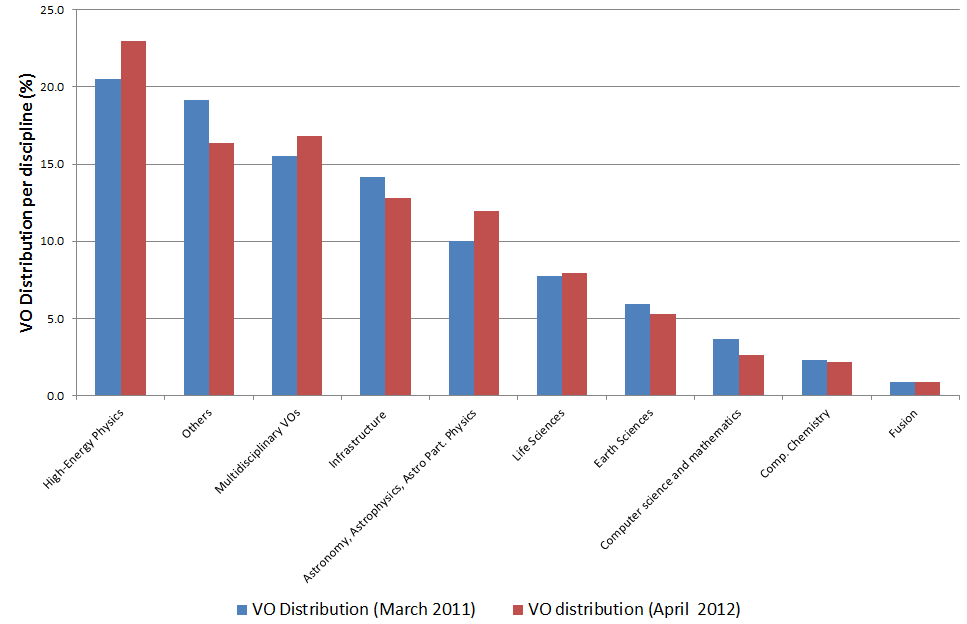 25.0
20.0
15.0
10.0
5.0
0.0
VO Distribution per discipline (%)
High-Energy Physics
Others
Multidisciplinary VOs
Infrastructure
Astronomy, Astrophysics, Astro Part. Physics
Life Sciences
Earth Sciences
Computer science and mathematics
Comp. Chemistry
Fusion
VO Distribution (March 2011)
VO distribution (April  2012)